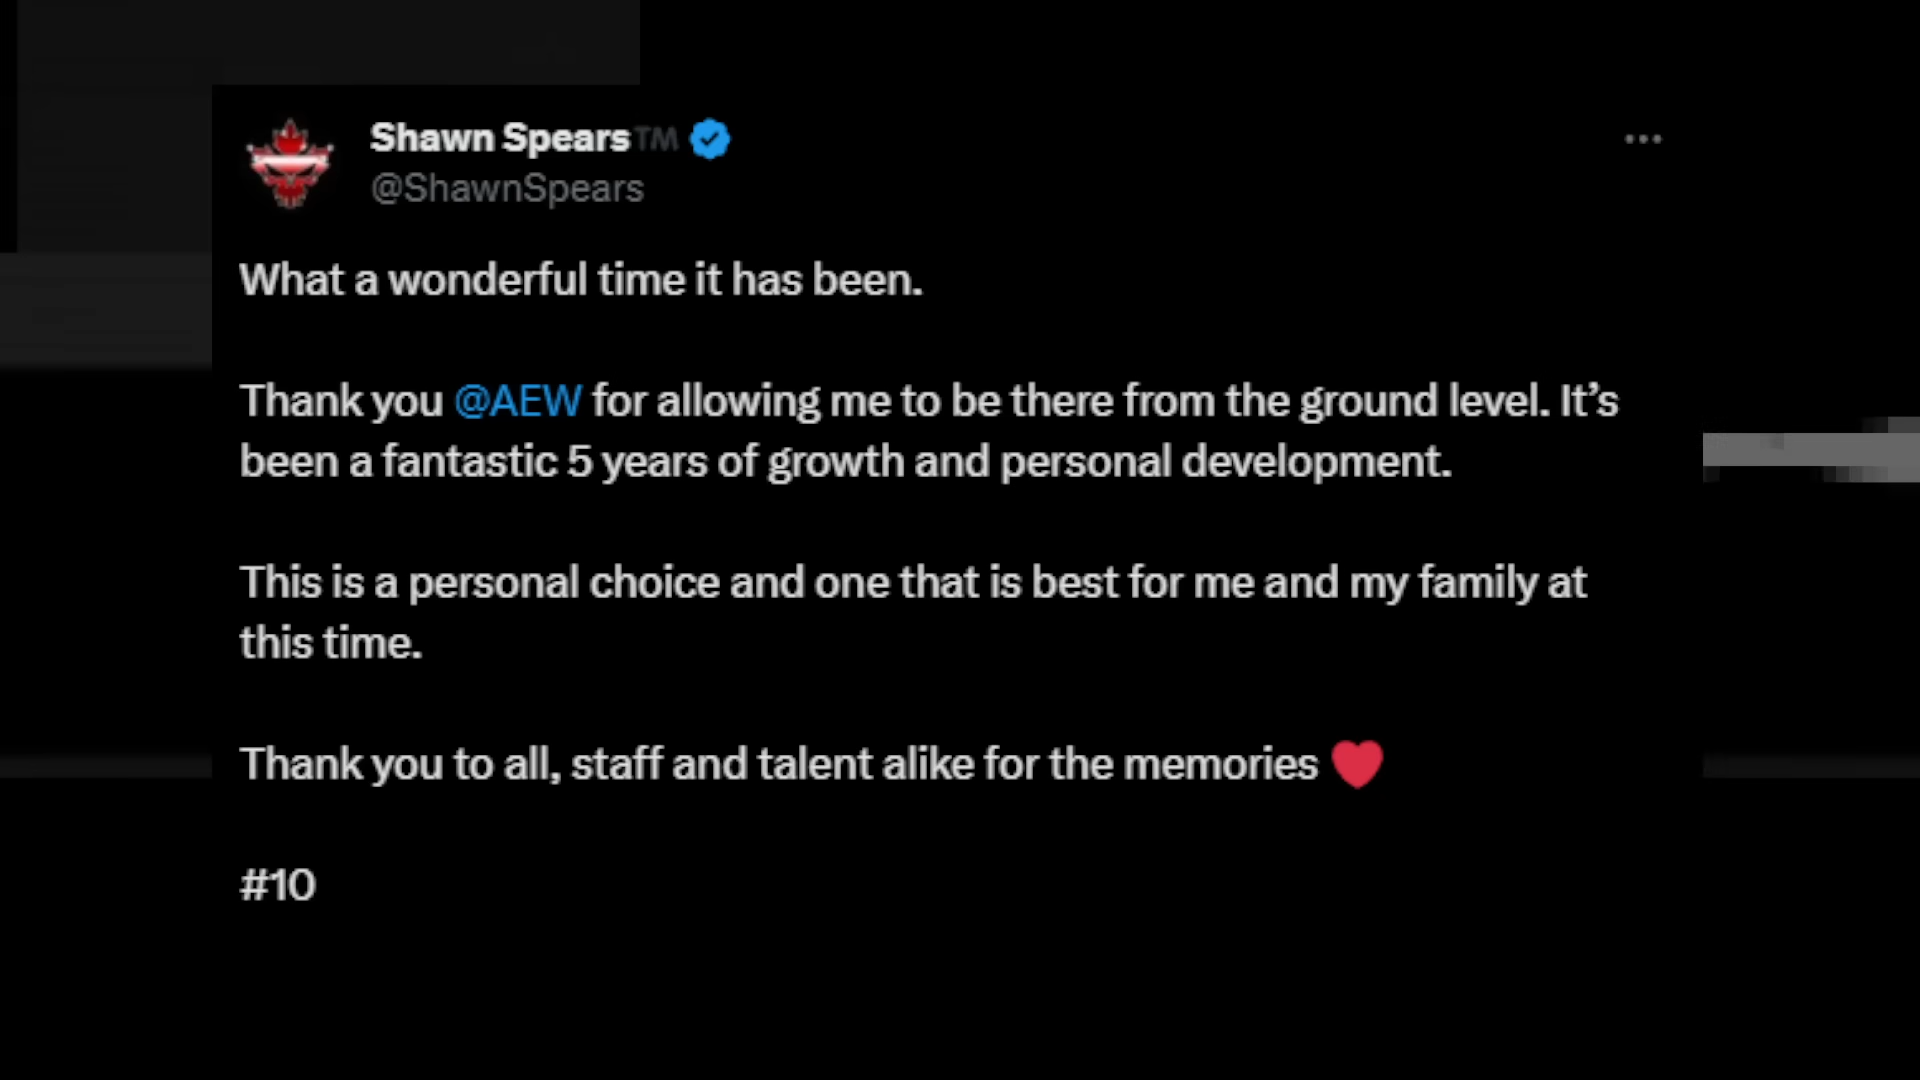 Shawn Spears™
@ShawnSpears
What a wonderful time it has been.
Thank you @AEW for allowing me to be there from the ground level. It’s
been a fantastic 5 years of growth and personal development.
This is a personal choice and one that is best for me and my family at
this time.
Thank you to all, staff and talent alike for the memories ❤️
#10